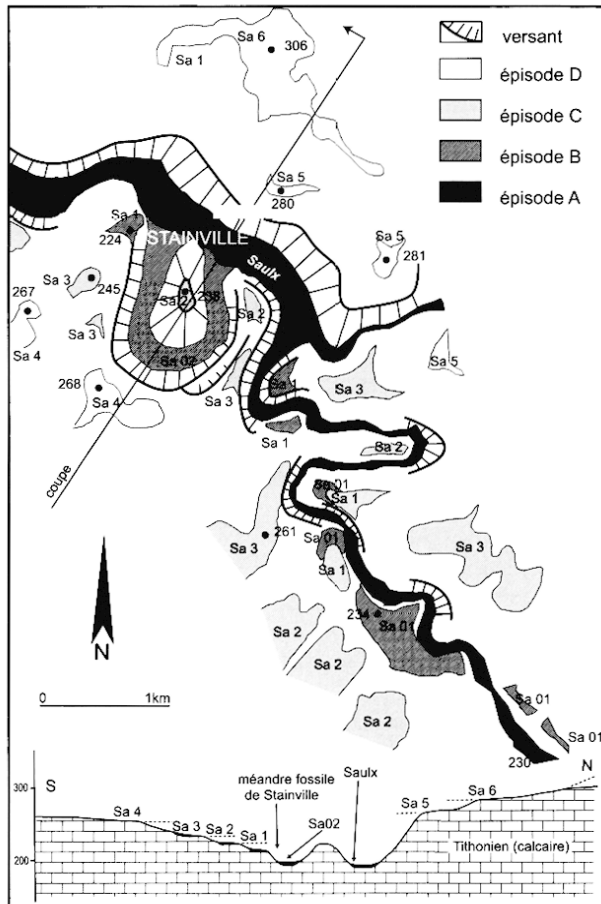 Sa 6
306
Sa 1
versant
épisode D
épisode C
épisode B
épisode A
Sa 5
280
Sa 1
224
STAINVILLE
Saulx
Sa 5
281
Sa 3
245
267
Sa 4
Sa 2
238
Sa 2
Sa 3
Sa 5
Sa 02
268
Sa 4
Sa 3
Sa 1
Sa 3
Sa 1
Sa 2
coupe
Sa 01
Sa 1
261
Sa 3
Sa 01
Sa 1
Sa 3
234
Sa 01
Sa 2
Sa 2
Sa 2
N
0 1km
Sa 01
Sa 01
230
S
N
méandre fossile
de Stainville
Saulx
300
Sa 4
Sa 3
Sa 2
Sa 1
Sa02
Sa 5
Sa 6
200
Tithonien (calcaire)